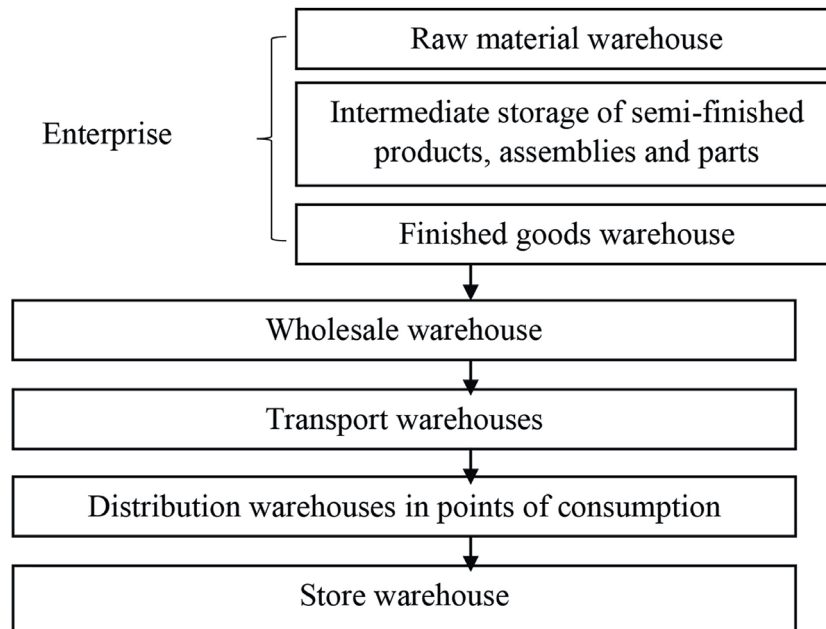 Raw material warehouse
Intermediate storage of semi-finished
products, assemblies and parts
Enterprise
Finished goods warehouse
Wholesale warehouse
Transport warehouses
Distribution warehouses in points of consumption
Store warehouse